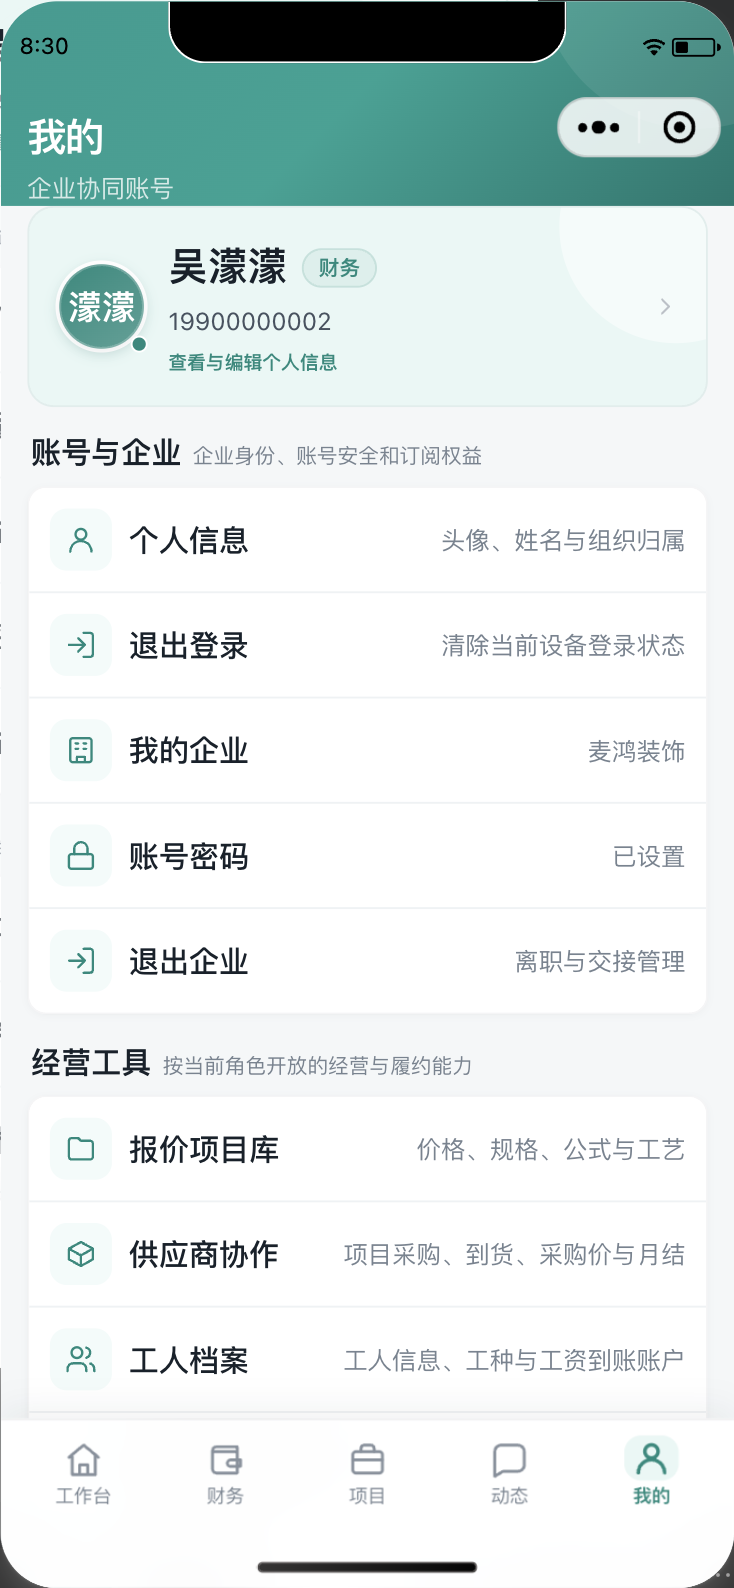 8:30
我的
企业协同账号
濛濛
吴濛濛 财务
19900000002
查看与编辑个人信息
账号与企业 企业身份、账号安全和订阅权益
个人信息 头像、姓名与组织归属
退出登录 清除当前设备登录状态
我的企业 麦鸿装饰
账号密码 已设置
退出企业 离职与交接管理
经营工具 按当前角色开放的经营与履约能力
报价项目库 价格、规格、公式与工艺
供应商协作 项目采购、到货、采购价与月结
工人档案 工人信息、工种与工资到账账户
工作台 财务 项目 动态 我的